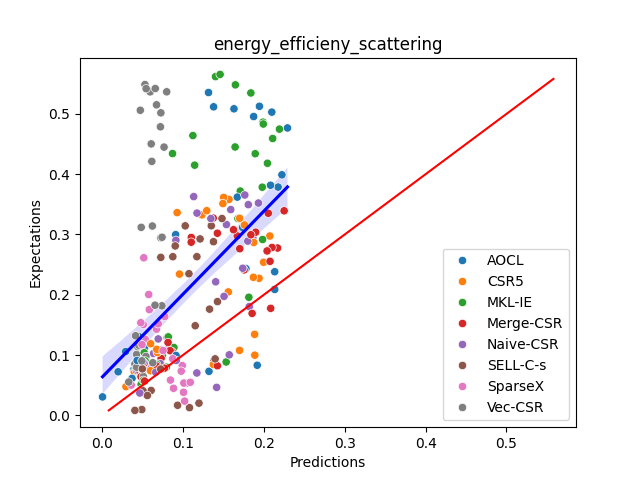 energy_efficieny_scattering
Expectations
0.5
0.4
0.3
0.2
0.1
0.0
AOCL
CSR5
MKL-IE
Merge-CSR
Naive-CSR
SELL-C-s
SparseX
Vec-CSR
0.0 0.1 0.2 0.3 0.4 0.5
Predictions